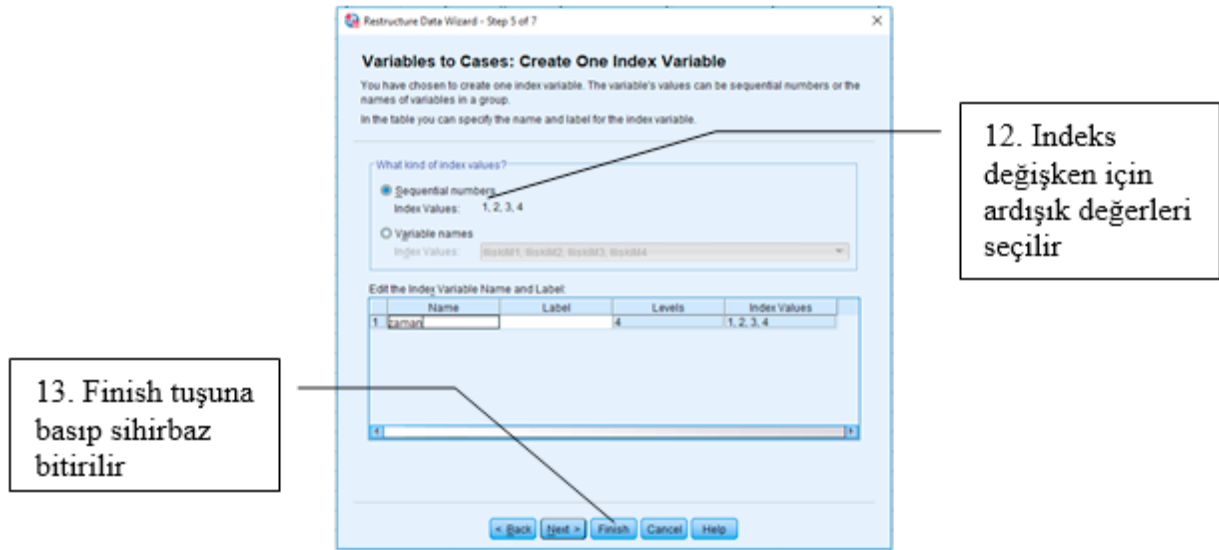 Restructure Data Wizard - Step 5 of 7
Variables to Cases: Create One Index Variable
You have chosen to create one index variable. The variable's values can be sequential numbers or the
names of variables in a group.
In the table you can specify the name and label for the index variable.
What kind of index values?
Sequential numbers
Index Values: 1, 2, 3, 4
Variable names
Index Values:
Edit the Index Variable Name and Label:
Name Label Levels Index Values
1 zaman 4 1, 2, 3, 4
< Back Next > Finish Cancel Help
12. Indeks
değişken için
ardışık değerleri
seçilir
13. Finish tuşuna
basıp sihirbaz
bitirilir